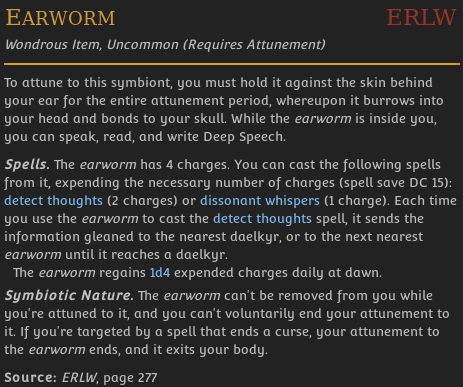 Earworm ERLW
Wondrous Item, Uncommon (Requires Attunement)
To attune to this symbiont, you must hold it against the skin behind
your ear for the entire attunement period, whereupon it burrows into
your head and bonds to your skull. While the earworm is inside you,
you can speak, read, and write Deep Speech.
Spells. The earworm has 4 charges. You can cast the following spells
from it, expending the necessary number of charges (spell save DC 15):
detect thoughts (2 charges) or dissonant whispers (1 charge). Each time
you use the earworm to cast the detect thoughts spell, it sends the
information gleaned to the nearest daelkyr, or to the next nearest
earworm until it reaches a daelkyr.
The earworm regains 1d4 expended charges daily at dawn.
Symbiotic Nature. The earworm can't be removed from you while
you're attuned to it, and you can't voluntarily end your attunement to
it. If you're targeted by a spell that ends a curse, your attunement to
the earworm ends, and it exits your body.
Source: ERLW, page 277